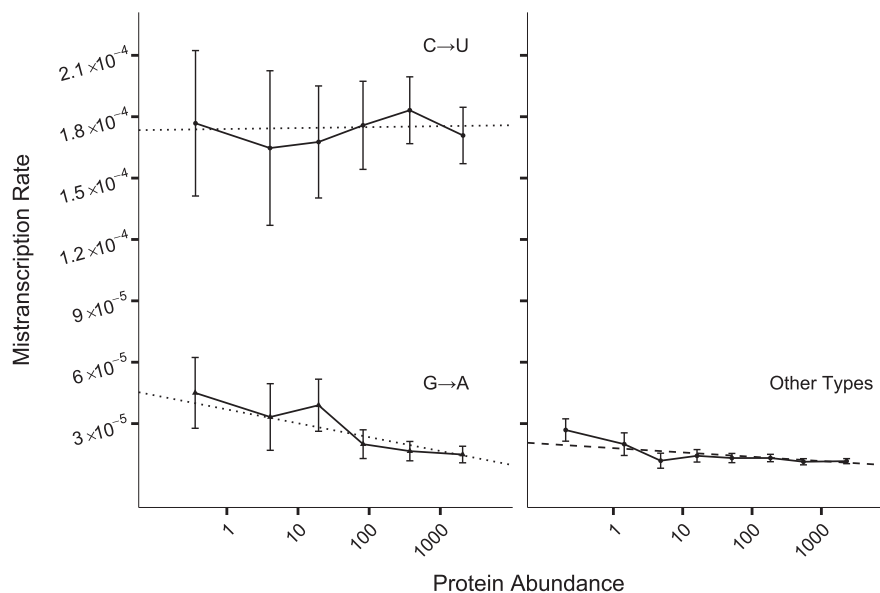 Mistranscription Rate
2.1×10⁻⁴
1.8×10⁻⁴
1.5×10⁻⁴
1.2×10⁻⁴
9×10⁻⁵
6×10⁻⁵
3×10⁻⁵
C→U
G→A
Other Types
1 10 100 1000 1 10 100 1000
Protein Abundance